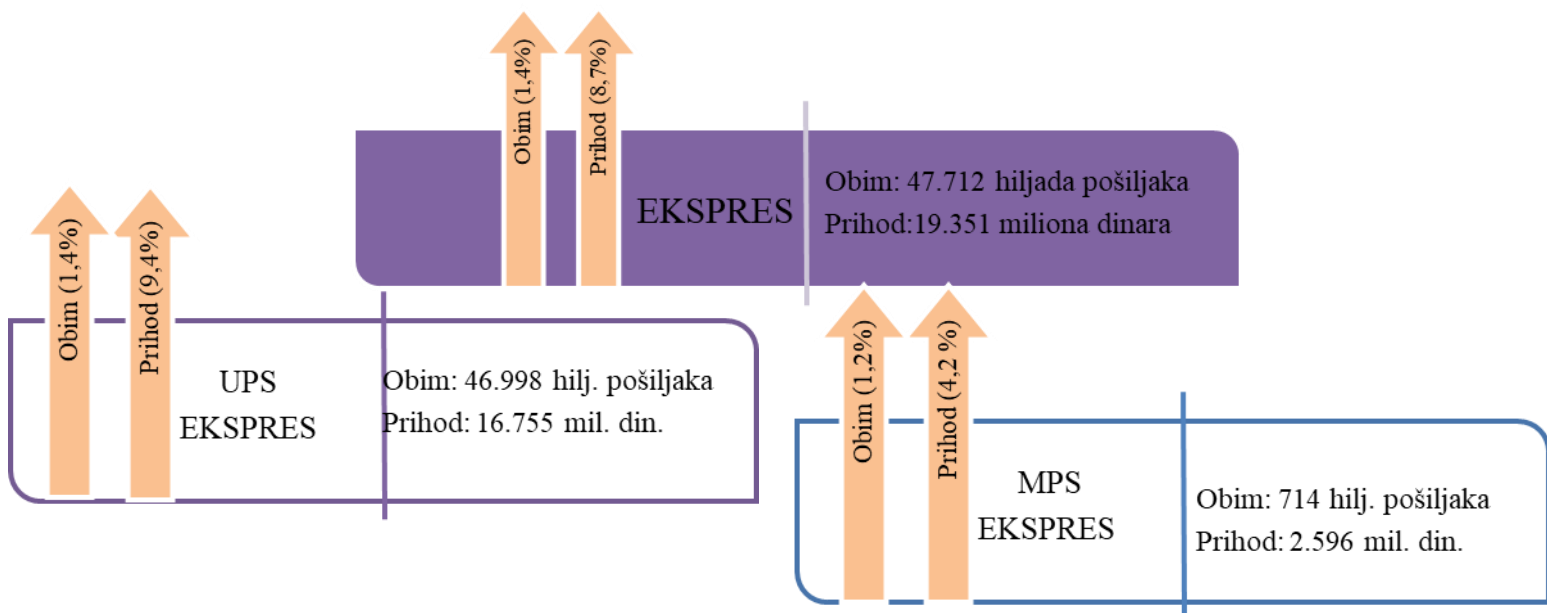 Obim (1,4%)
Prihod (8,7%)
EKSPRES
Obim: 47.712 hiljada pošiljaka
Prihod:19.351 miliona dinara
Obim (1,4%)
Prihod (9,4%)
UPS
EKSPRES
Obim: 46.998 hilj. pošiljaka
Prihod: 16.755 mil. din.
Obim (1,2%)
Prihod (4,2 %)
MPS
EKSPRES
Obim: 714 hilj. pošiljaka
Prihod: 2.596 mil. din.